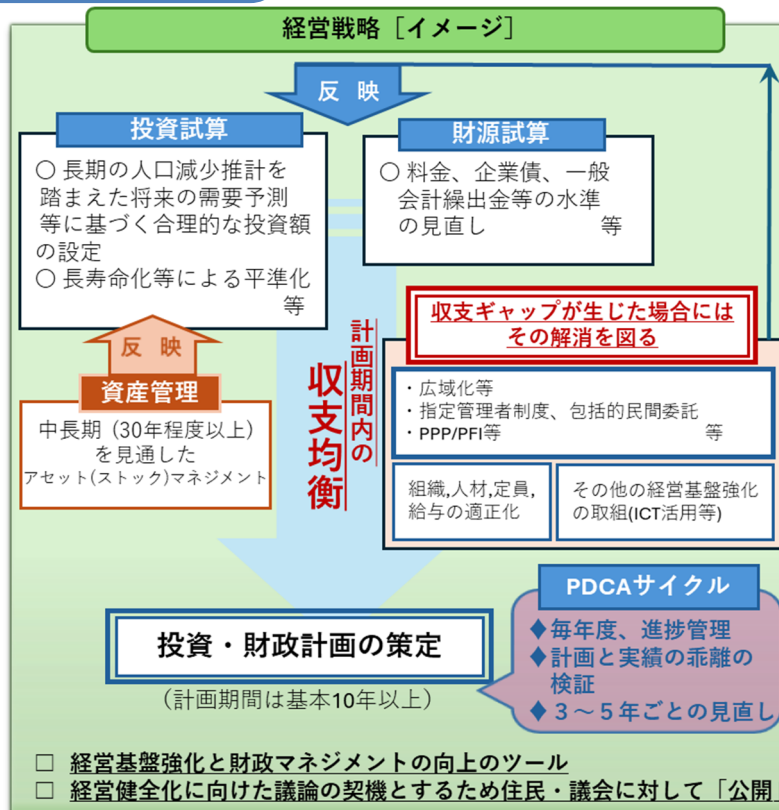 経営戦略［イメージ］
反 映
投資試算
○ 長期の人口減少推計を
踏まえた将来の需要予測
等に基づく合理的な投資額
の設定
○ 長寿命化等による平準化
等
財源試算
○ 料金、企業債、一般
会計繰出金等の水準
の見直し 等
反 映
資産管理
中長期（30年程度以上）
を見通した
アセット(ストック)マネジメント
計画期間内の
収支均衡
収支ギャップが生じた場合には
その解消を図る
・広域化等
・指定管理者制度、包括的民間委託
・PPP/PFI等 等
組織,人材,定員,
給与の適正化
その他の経営基盤強化
の取組(ICT活用等)
投資・財政計画の策定
（計画期間は基本10年以上）
PDCAサイクル
◆毎年度、進捗管理
◆計画と実績の乖離の
検証
◆３～５年ごとの見直し
□ 経営基盤強化と財政マネジメントの向上のツール
□ 経営健全化に向けた議論の契機とするため住民・議会に対して「公開